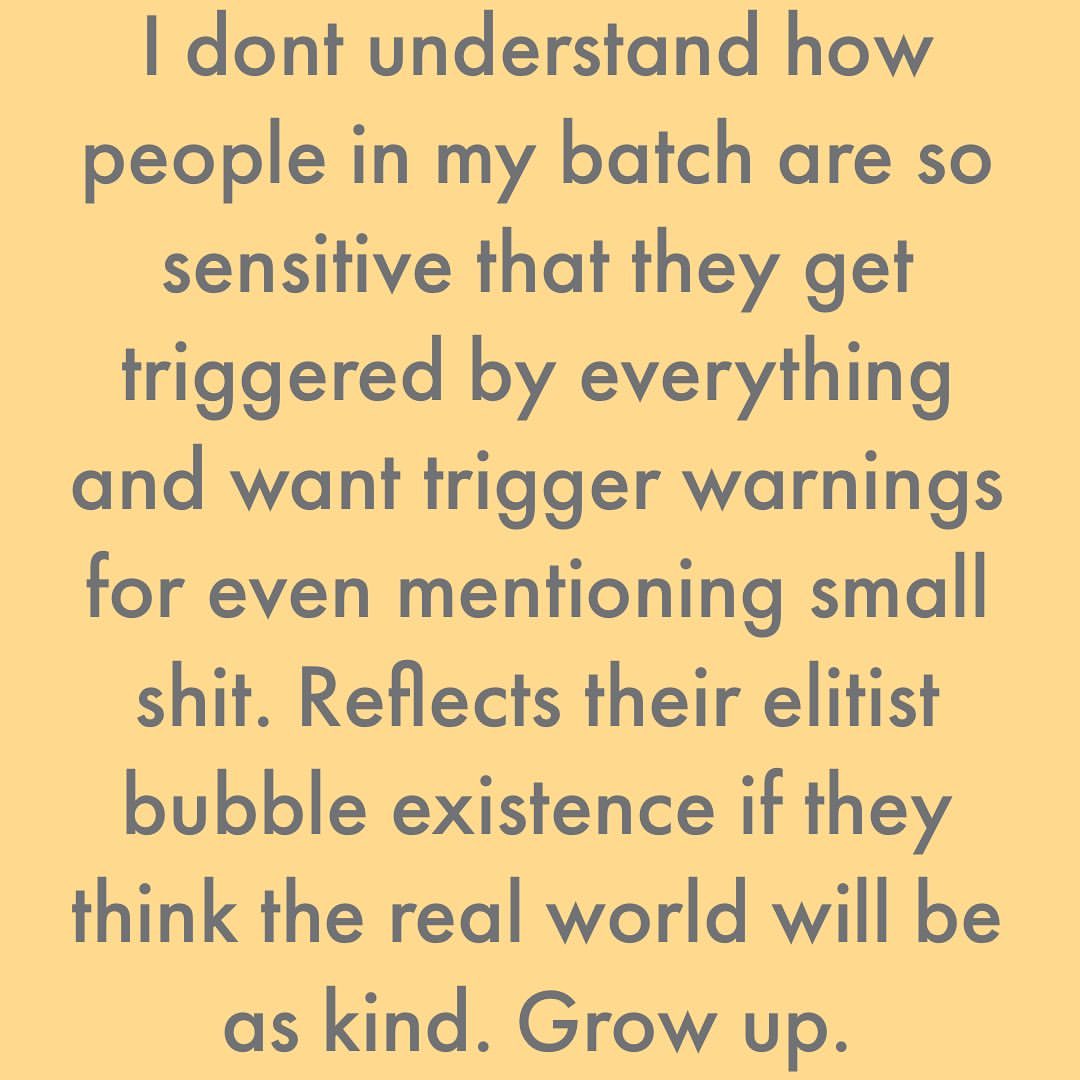 I dont understand how
people in my batch are so
sensitive that they get
triggered by everything
and want trigger warnings
for even mentioning small
shit. Reflects their elitist
bubble existence if they
think the real world will be
as kind. Grow up.